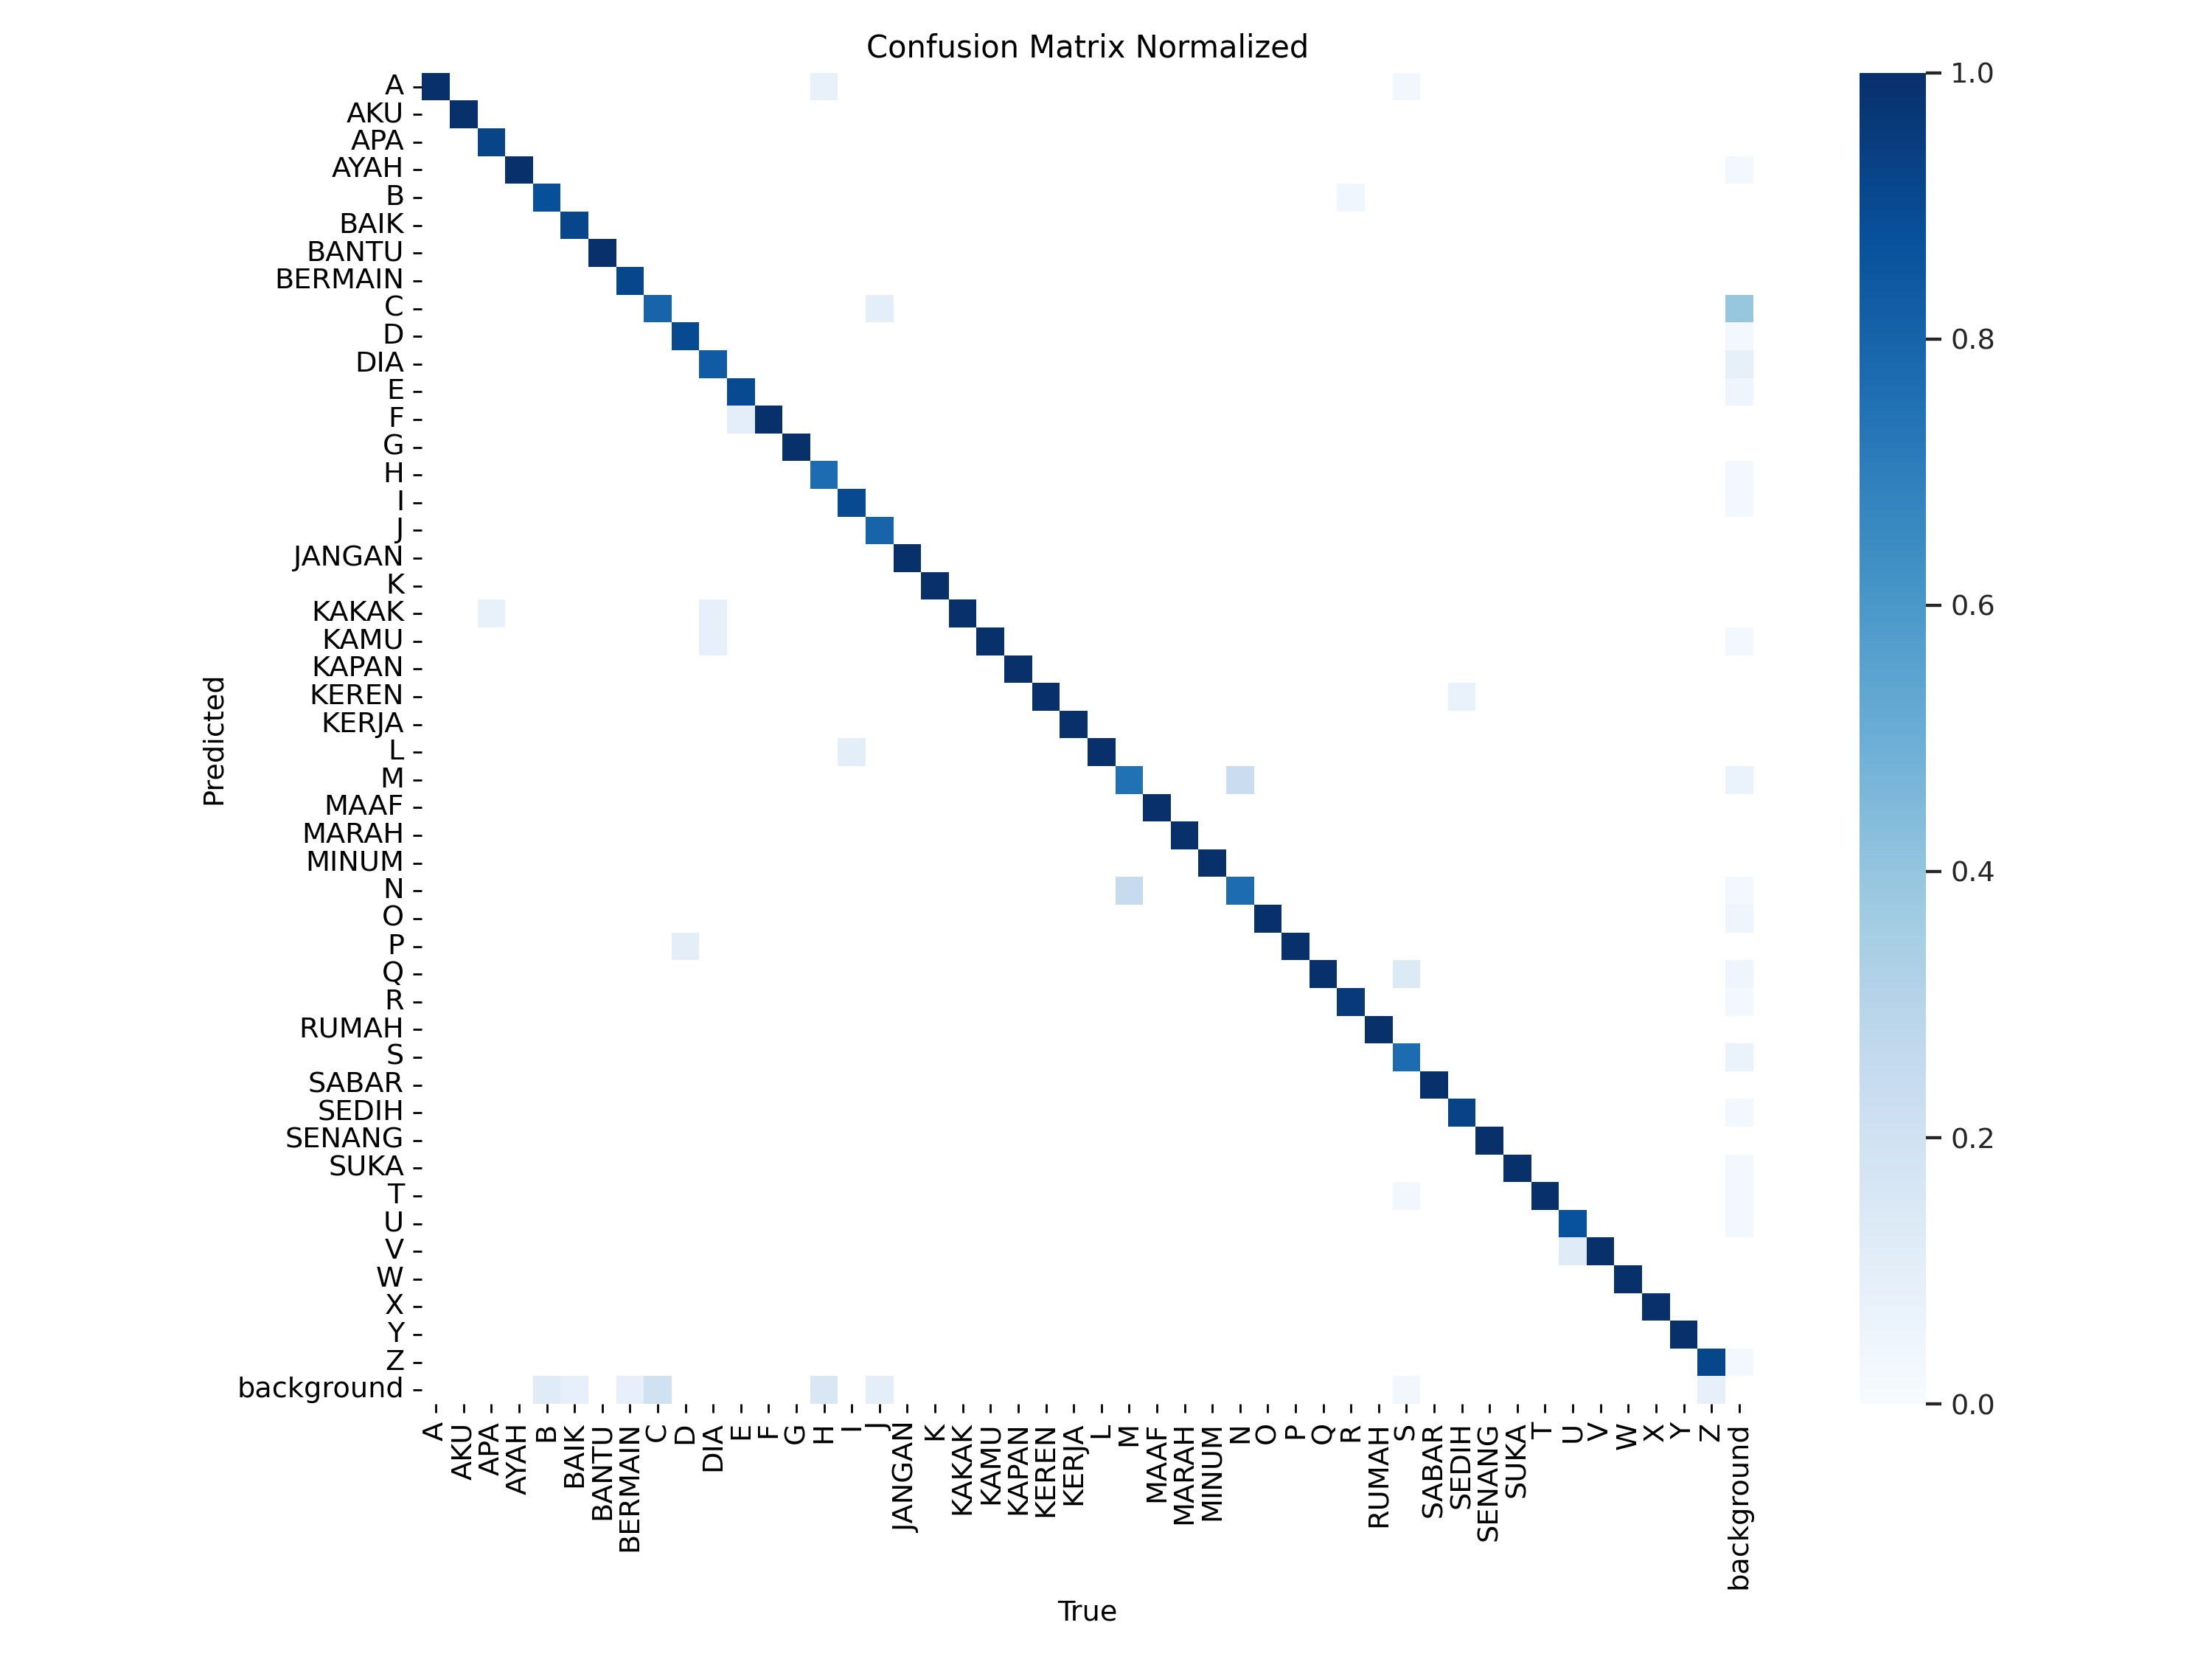 Confusion Matrix Normalized
A
AKU
APA
AYAH
B
BAIK
BANTU
BERMAIN
C
D
DIA
E
F
G
H
I
J
JANGAN
K
KAKAK
KAMU
KAPAN
KEREN
KERJA
L
M
MAAF
MARAH
MINUM
N
O
P
Q
R
RUMAH
S
SABAR
SEDIH
SENANG
SUKA
T
U
V
W
X
Y
Z
background
Predicted
A
AKU
APA
AYAH
B
BAIK
BANTU
BERMAIN
C
D
DIA
E
F
G
H
I
J
JANGAN
K
KAKAK
KAMU
KAPAN
KEREN
KERJA
L
M
MAAF
MARAH
MINUM
N
O
P
Q
R
RUMAH
S
SABAR
SEDIH
SENANG
SUKA
T
U
V
W
X
Y
Z
background
True
1.0
0.8
0.6
0.4
0.2
0.0